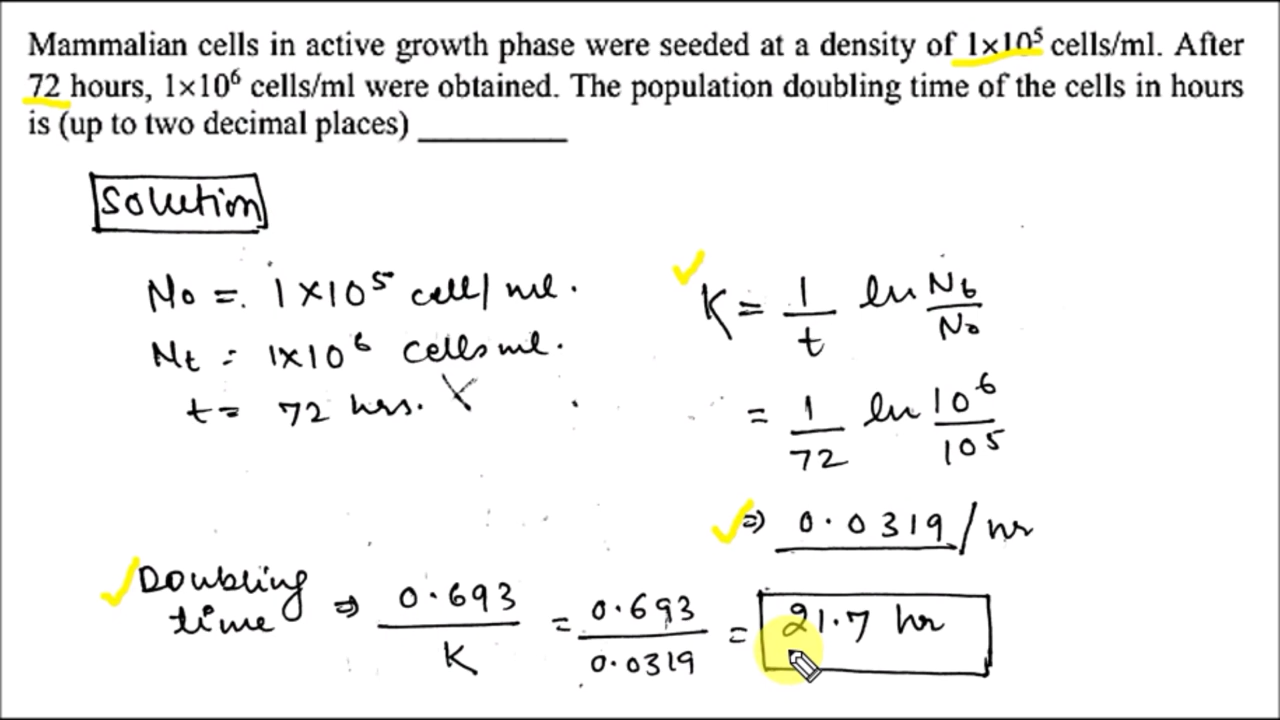 Mammalian cells in active growth phase were seeded at a density of 1×10⁵ cells/ml. After
72 hours, 1×10⁶ cells/ml were obtained. The population doubling time of the cells in hours
is (up to two decimal places) __________
Solution
No = 1×10⁵ cell/ml.
Nt = 1×10⁶ cells ml.
t = 72 hrs.
K = 1/t ln Nt/No
= 1/72 ln 10⁶/10⁵
⇒ 0.0319/hr
Doubling time ⇒ 0.693/K = 0.693/0.0319 = 21.7 hr